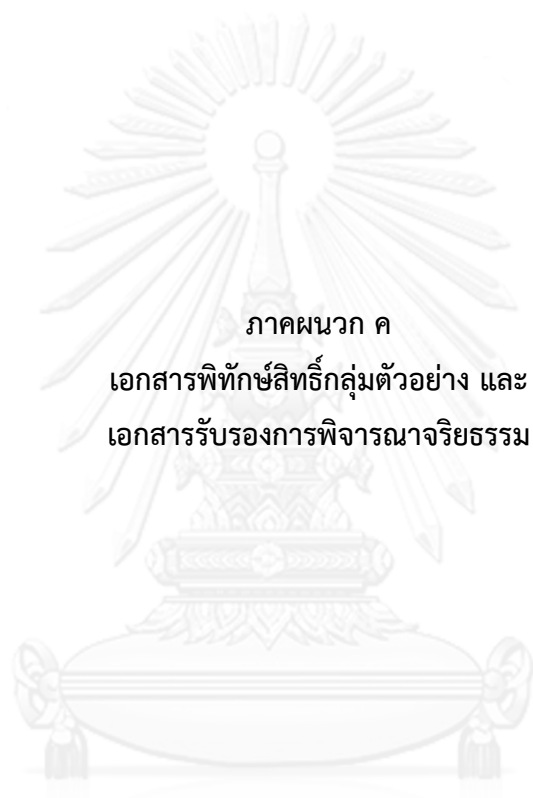 ภาคผนวก ค
เอกสารพิทักษ์สิทธิ์กลุ่มตัวอย่าง และ
เอกสารรับรองการพิจารณาจริยธรรม